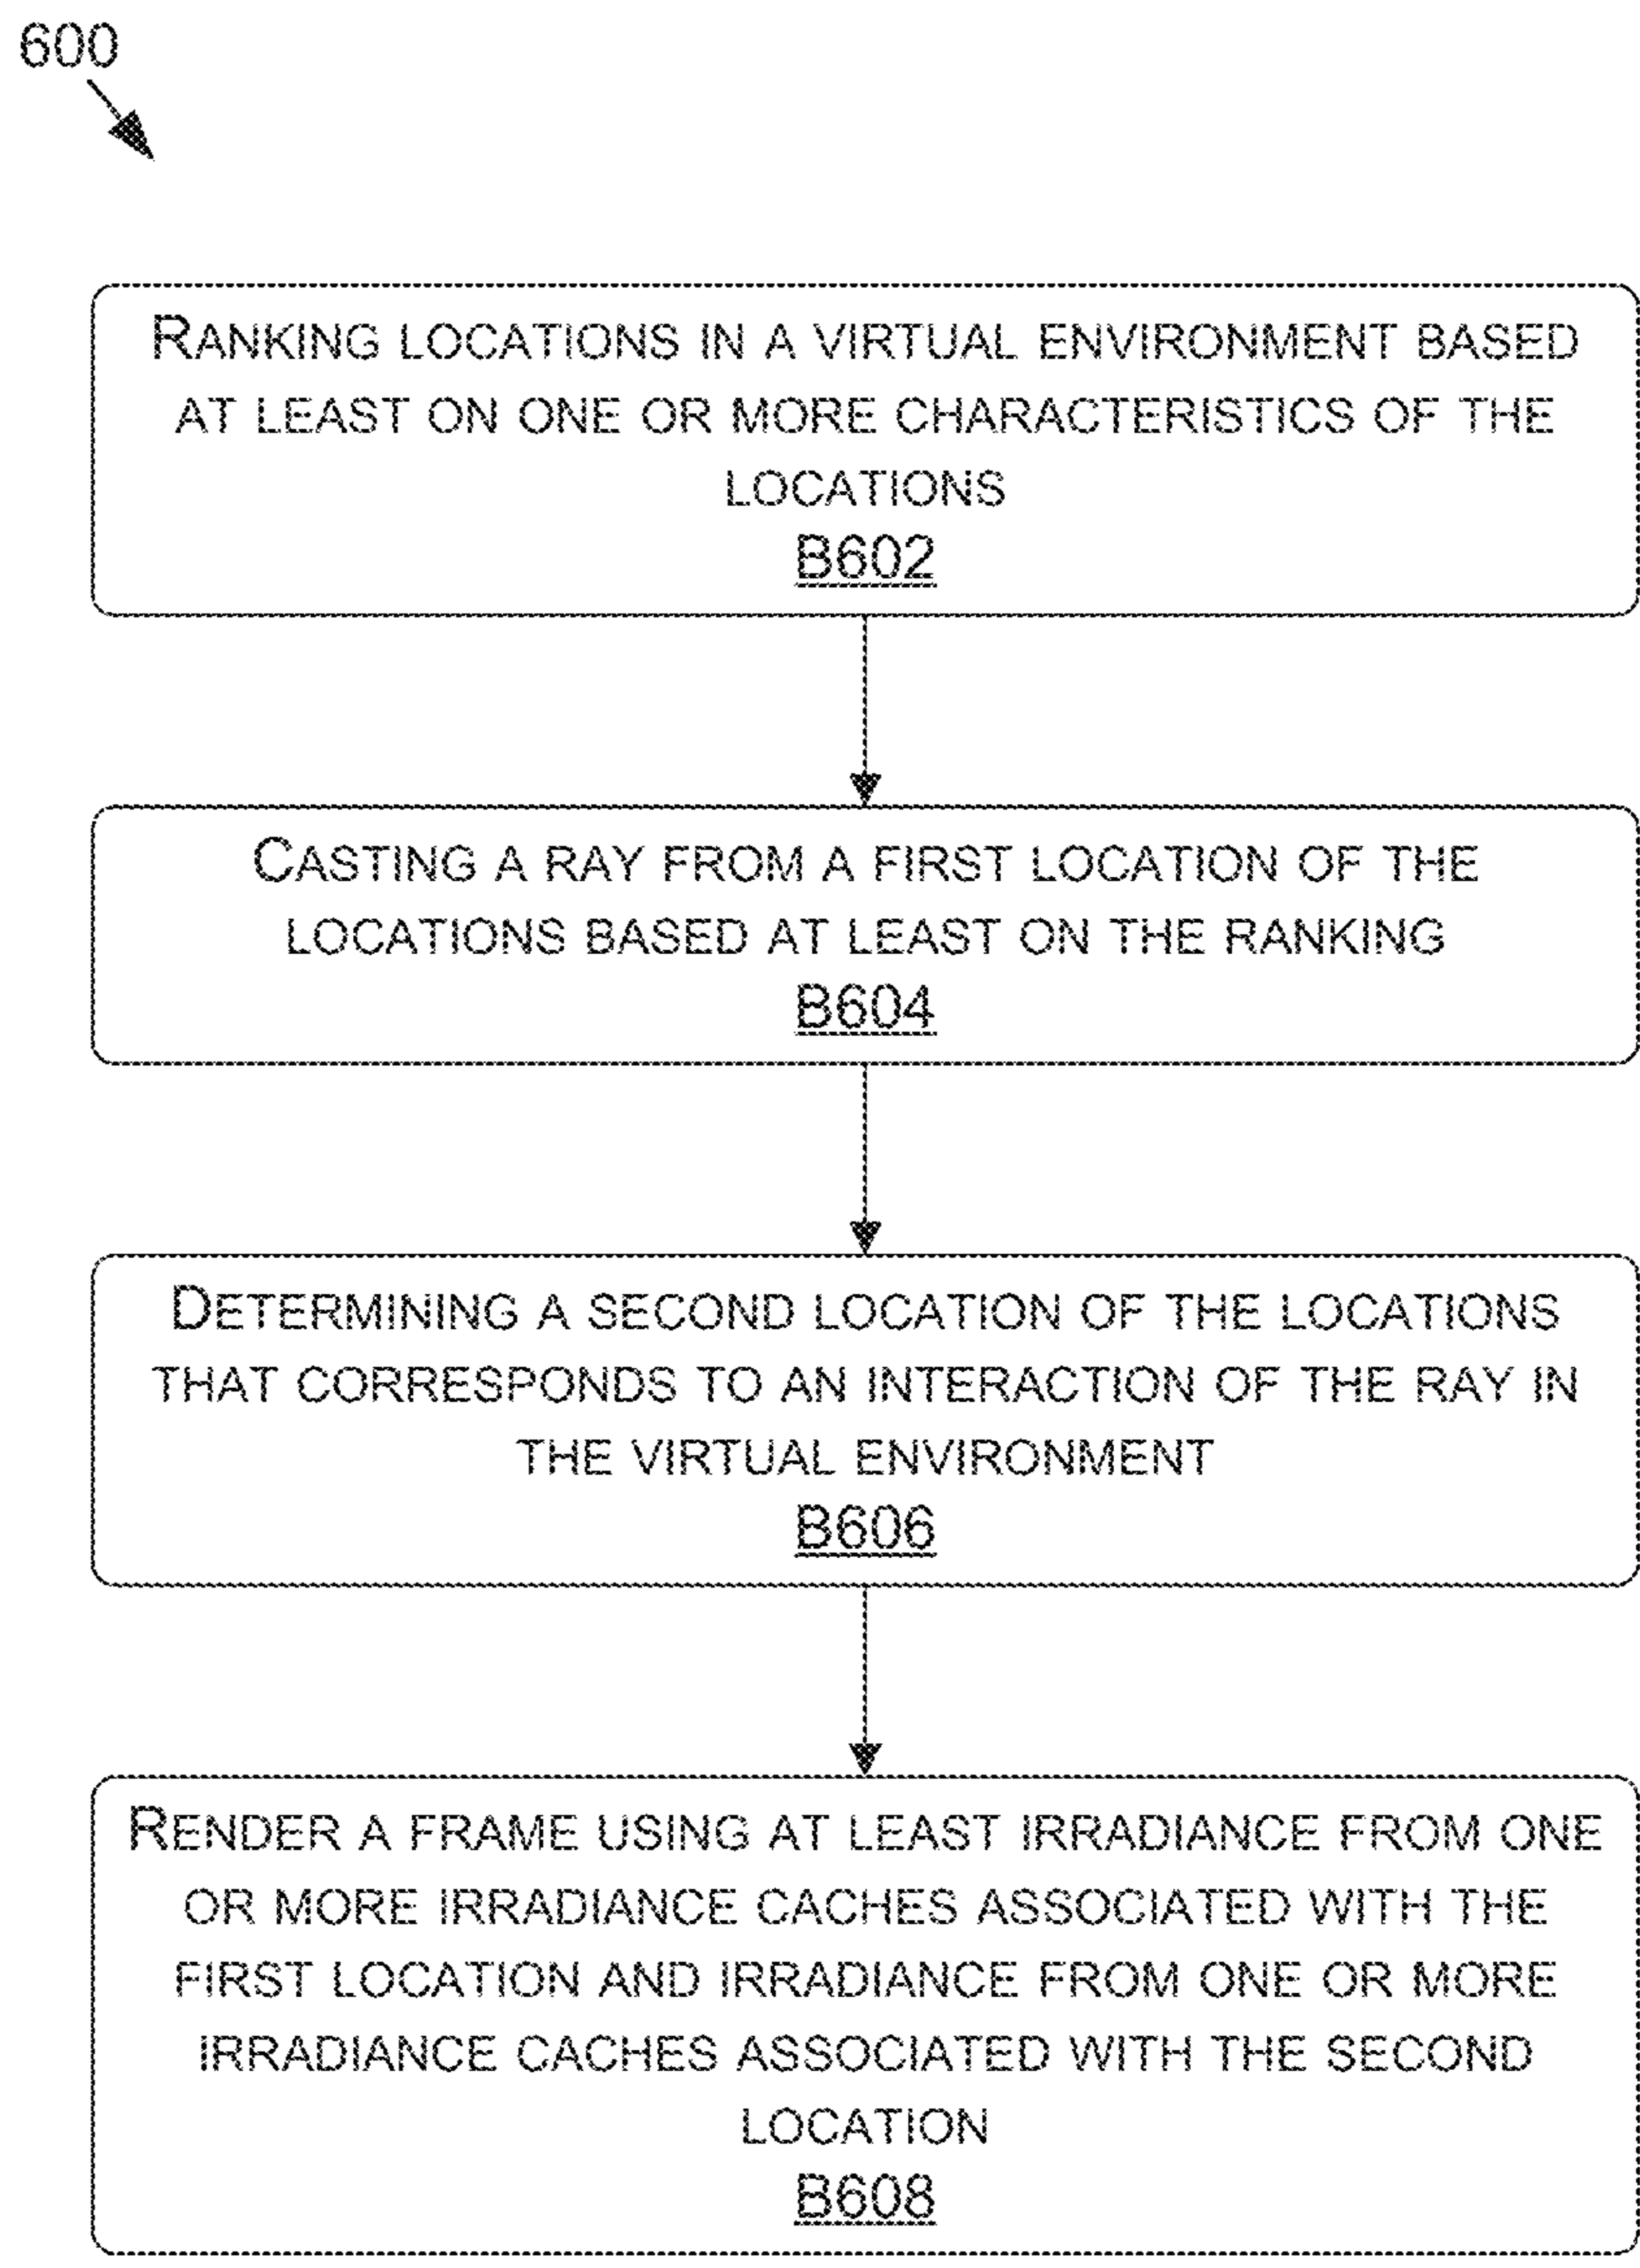 600
RANKING LOCATIONS IN A VIRTUAL ENVIRONMENT BASED
AT LEAST ON ONE OR MORE CHARACTERISTICS OF THE
LOCATIONS
B602
CASTING A RAY FROM A FIRST LOCATION OF THE
LOCATIONS BASED AT LEAST ON THE RANKING
B604
DETERMINING A SECOND LOCATION OF THE LOCATIONS
THAT CORRESPONDS TO AN INTERACTION OF THE RAY IN
THE VIRTUAL ENVIRONMENT
B606
RENDER A FRAME USING AT LEAST IRRADIANCE FROM ONE
OR MORE IRRADIANCE CACHES ASSOCIATED WITH THE
FIRST LOCATION AND IRRADIANCE FROM ONE OR MORE
IRRADIANCE CACHES ASSOCIATED WITH THE SECOND
LOCATION
B608